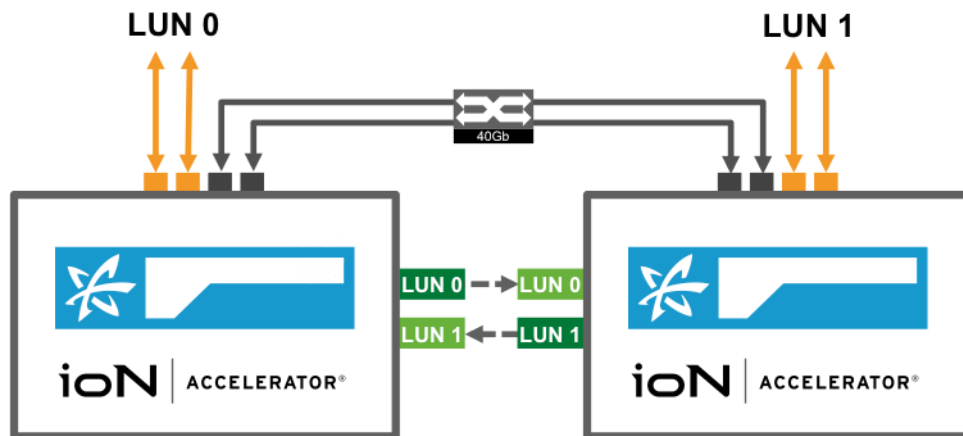 LUN 0
LUN 1
40Gb
LUN 0
LUN 0
LUN 1
LUN 1
ioN | ACCELERATOR®
ioN | ACCELERATOR®